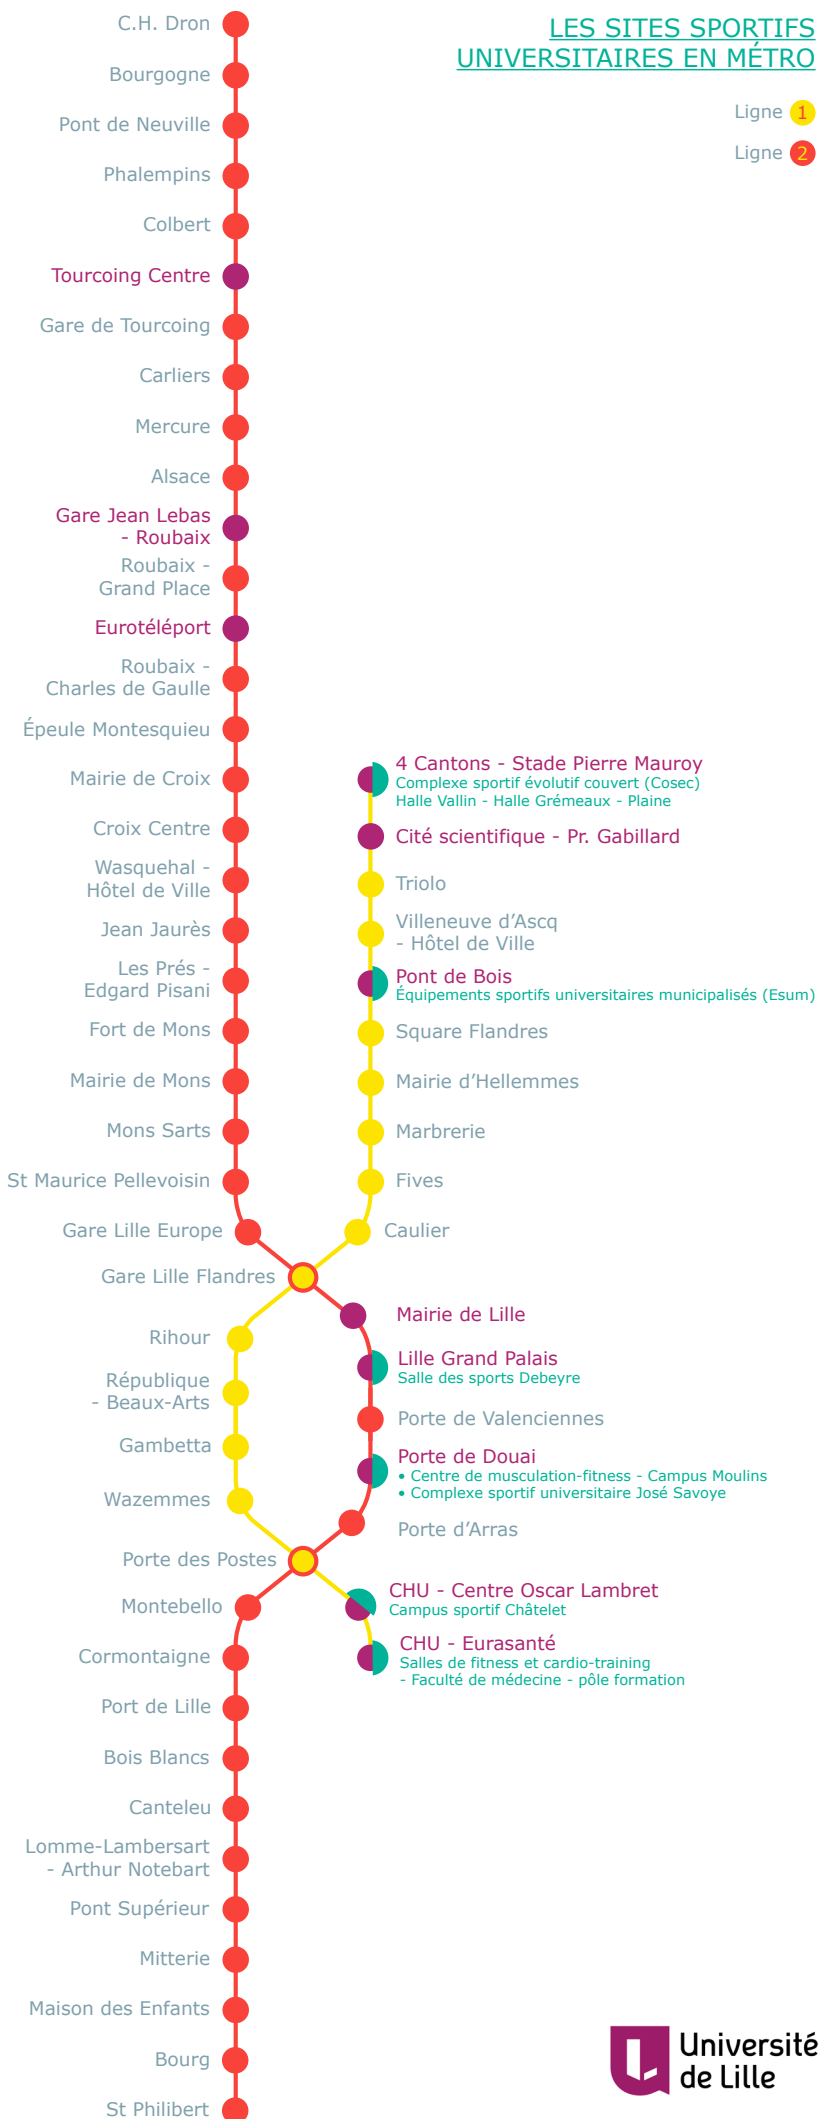 LES SITES SPORTIFS
UNIVERSITAIRES EN MÉTRO
Ligne 1
Ligne 2
C.H. Dron
Bourgogne
Pont de Neuville
Phalempins
Colbert
Tourcoing Centre
Gare de Tourcoing
Carliers
Mercure
Alsace
Gare Jean Lebas
- Roubaix
Roubaix -
Grand Place
Eurotéléport
Roubaix -
Charles de Gaulle
Épeule Montesquieu
Mairie de Croix
Croix Centre
Wasquehal -
Hôtel de Ville
Jean Jaurès
Les Prés -
Edgard Pisani
Fort de Mons
Mairie de Mons
Mons Sarts
St Maurice Pellevoisin
Gare Lille Europe
Gare Lille Flandres
4 Cantons - Stade Pierre Mauroy
Complexe sportif évolutif couvert (Cosec)
Halle Vallin - Halle Grémeaux - Plaine
Cité scientifique - Pr. Gabillard
Triolo
Villeneuve d’Ascq
- Hôtel de Ville
Pont de Bois
Équipements sportifs universitaires municipalisés (Esum)
Square Flandres
Mairie d’Hellemmes
Marbrerie
Fives
Caulier
Rihour
République
- Beaux-Arts
Gambetta
Wazemmes
Porte des Postes
Mairie de Lille
Lille Grand Palais
Salle des sports Debeyre
Porte de Valenciennes
Porte de Douai
• Centre de musculation-fitness - Campus Moulins
• Complexe sportif universitaire José Savoye
Porte d’Arras
CHU - Centre Oscar Lambret
Campus sportif Châtelet
CHU - Eurasanté
Salles de fitness et cardio-training
- Faculté de médecine - pôle formation
Montebello
Cormontaigne
Port de Lille
Bois Blancs
Canteleu
Lomme-Lambersart
- Arthur Notebart
Pont Supérieur
Mitterie
Maison des Enfants
Bourg
St Philibert
Université
de Lille